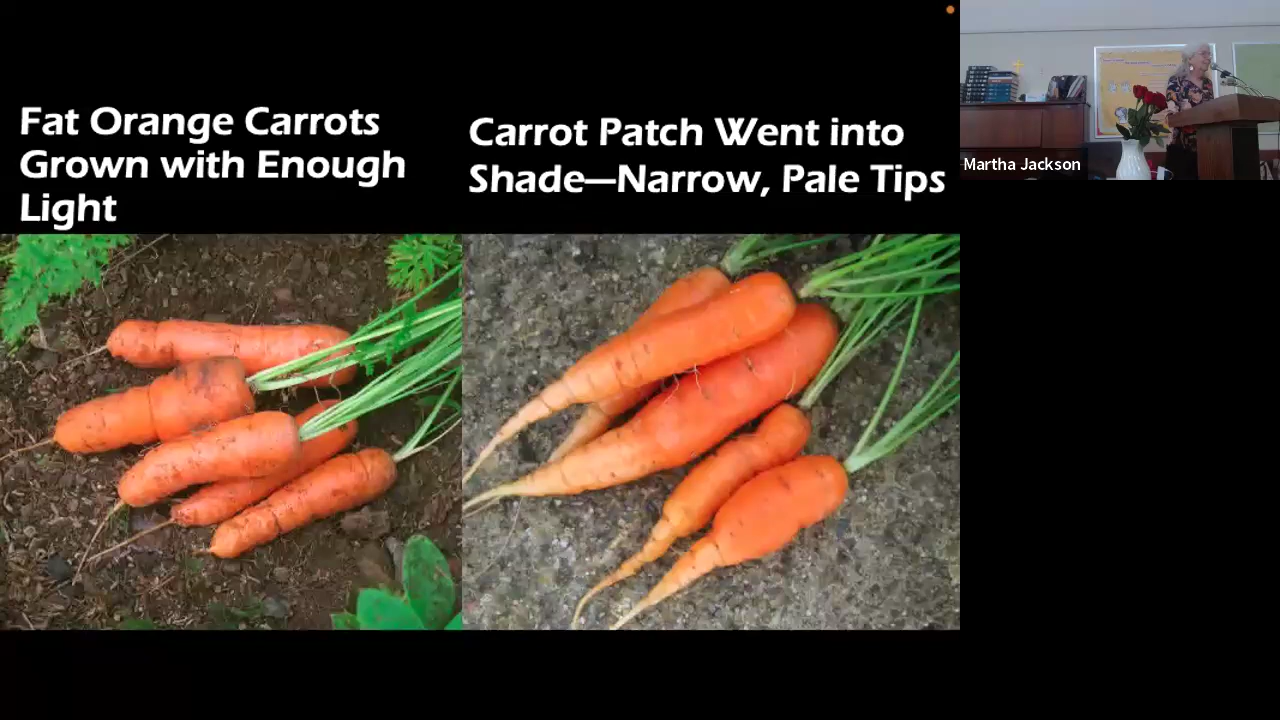 Fat Orange Carrots
Grown with Enough
Light
Carrot Patch Went into
Shade—Narrow, Pale Tips
Martha Jackson